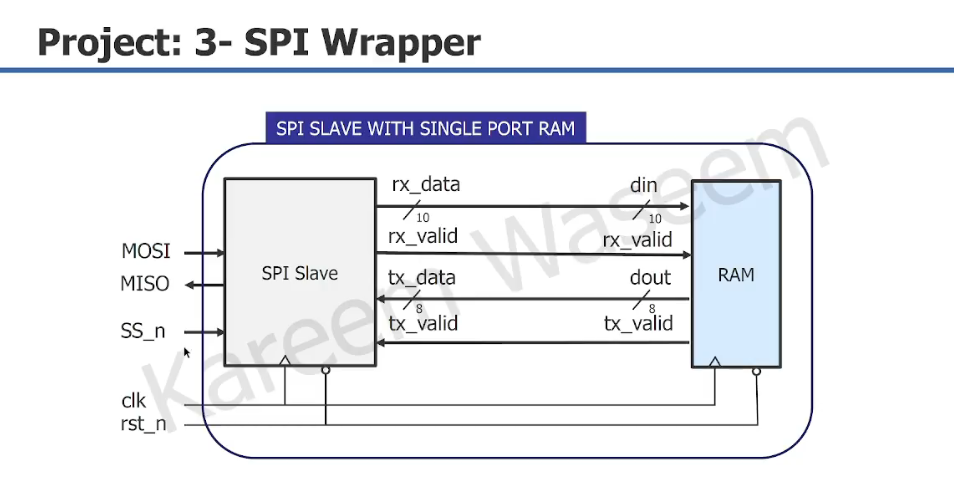 Project: 3- SPI Wrapper
SPI SLAVE WITH SINGLE PORT RAM
rx_data
10
din
10
rx_valid
rx_valid
MOSI
MISO
SS_n
SPI Slave
tx_data
8
dout
8
RAM
tx_valid
tx_valid
clk
rst_n
Kareem Waseem